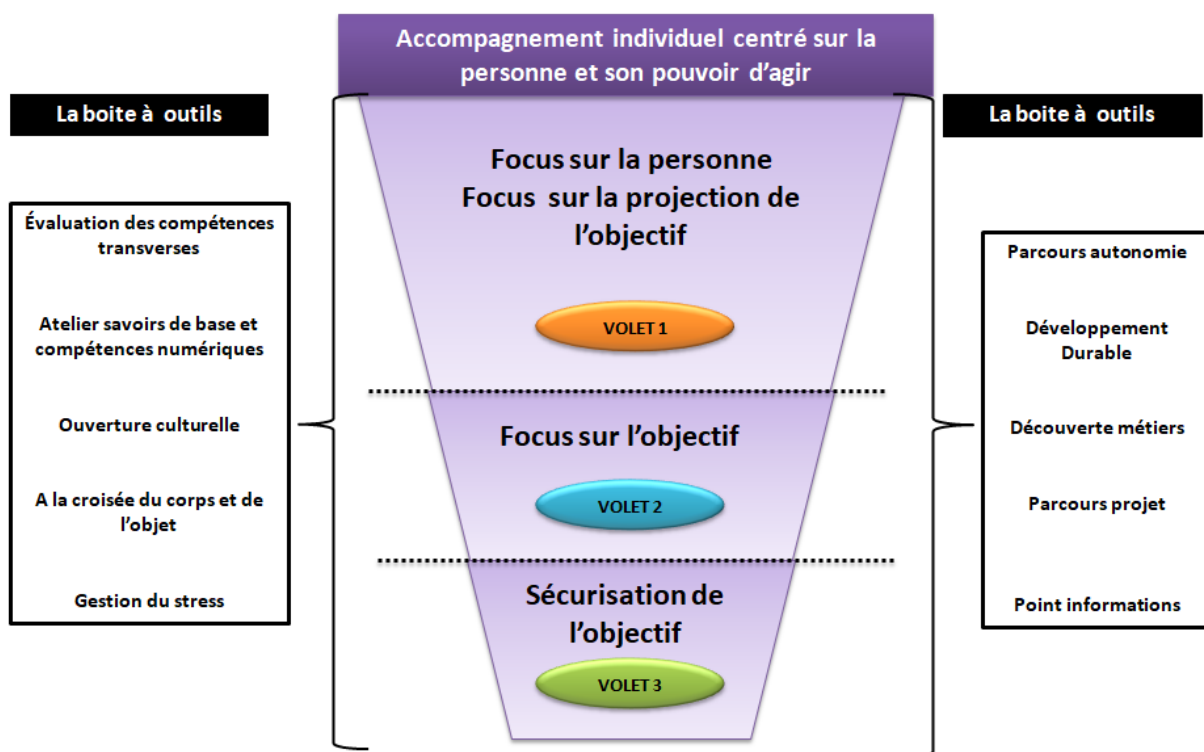 Accompagnement individuel centré sur la
personne et son pouvoir d'agir
La boite à outils
Évaluation des compétences
transverses
Atelier savoirs de base et
compétences numériques
Ouverture culturelle
A la croisée du corps et de
l'objet
Gestion du stress
Focus sur la personne
Focus sur la projection de
l'objectif
VOLET 1
Focus sur l'objectif
VOLET 2
Sécurisation de
l'objectif
VOLET 3
La boite à outils
Parcours autonomie
Développement
Durable
Découverte métiers
Parcours projet
Point informations